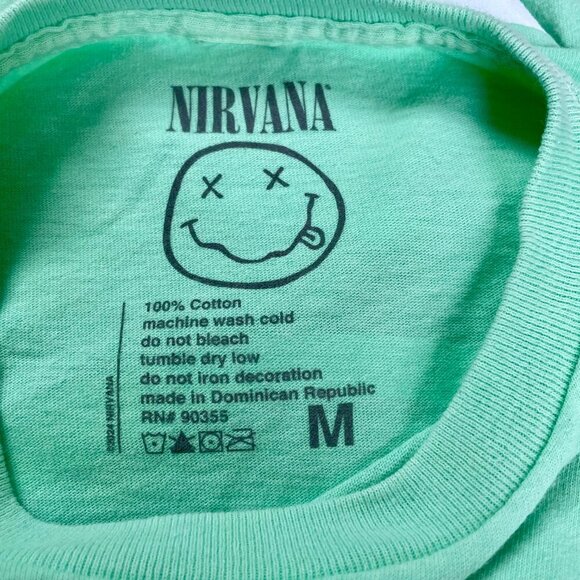 NIRVANA
100% Cotton
machine wash cold
do not bleach
tumble dry low
do not iron decoration
made in Dominican Republic
RN# 90355
M
©2024 NIRVANA